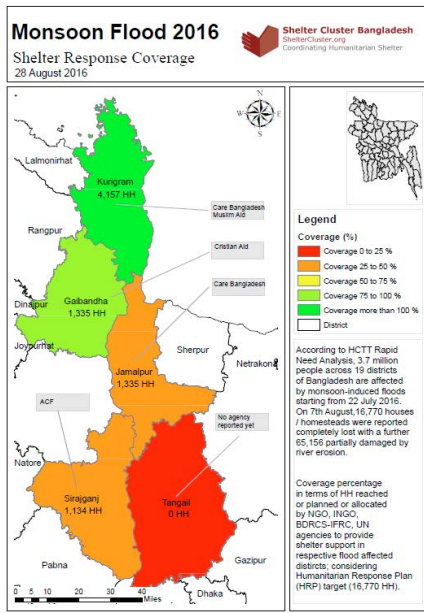 Monsoon Flood 2016
Shelter Response Coverage
28 August 2016
Shelter Cluster Bangladesh
ShelterCluster.org
Coordinating Humanitarian Shelter
N
W
E
S
Lalmonirhat
Kurigram
4,157 HH
Care Bangladesh
Muslim Aid
Rangpur
Cristian Aid
Gaibandha
1,335 HH
Care Bangladesh
Dinajpur
Joypurhat
Sherpur
Netrakona
Jamalpur
1,335 HH
ACF
No agency
reported yet
Natore
Sirajganj
1,134 HH
Tangail
0 HH
Pabna
Gazipur
Dhaka
0 5 10 20 30 40
Miles
Legend
Coverage (%)
Coverage 0 to 25 %
Coverage 25 to 50 %
Coverage 50 to 75 %
Coverage 75 to 100 %
Coverage more than 100 %
District
According to HCTT Rapid
Need Analysis, 3.7 million
people across 19 districts
of Bangladesh are affected
by monsoon-induced floods
starting from 22 July 2016.
On 7th August,16,770 houses
/ homesteads were reported
completely lost with a further
65,156 partially damaged by
river erosion.
Coverage percentage
in terms of HH reached
or planned or allocated
by NGO, INGO,
BDRCS-IFRC, UN
agencies to provide
shelter support in
respective flood affected
distircts; considering
Humanitarian Response Plan
(HRP) target (16,770 HH).